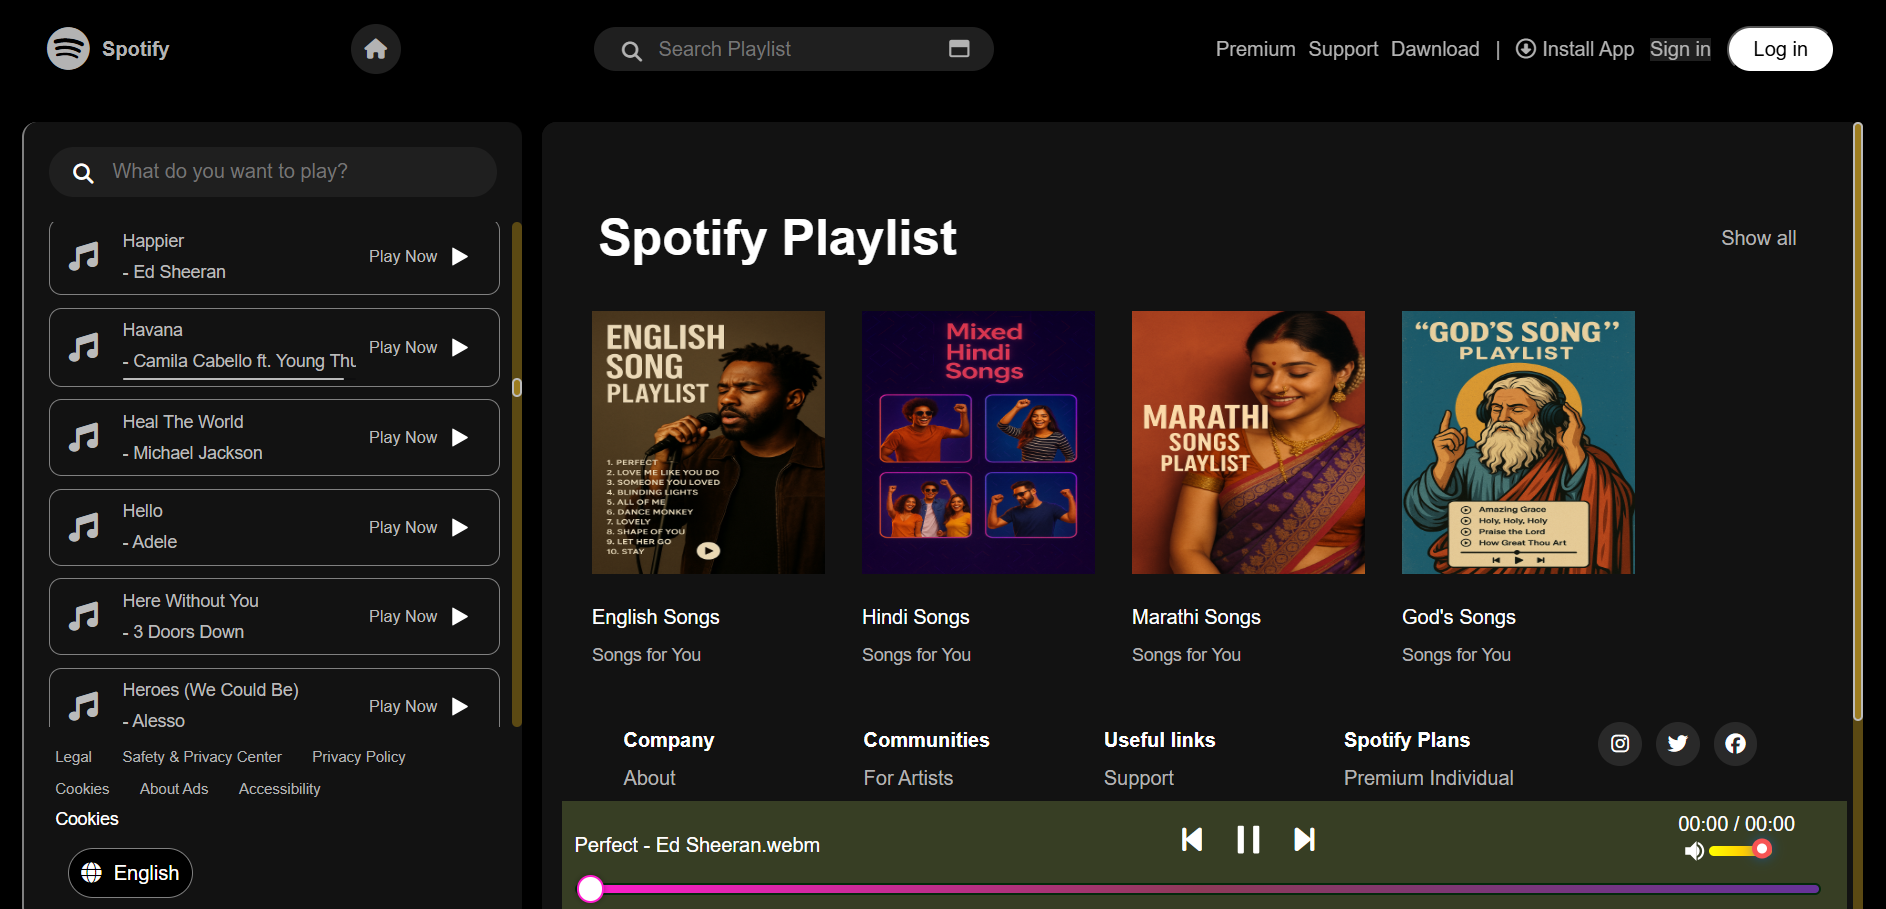 Spotify
Search Playlist
Premium Support Dawnload | Install App Sign in Log in
What do you want to play?
Happier
- Ed Sheeran
Play Now
Havana
- Camila Cabello ft. Young Thu
Play Now
Heal The World
- Michael Jackson
Play Now
Hello
- Adele
Play Now
Here Without You
- 3 Doors Down
Play Now
Heroes (We Could Be)
- Alesso
Play Now
Legal Safety & Privacy Center Privacy Policy
Cookies About Ads Accessibility
Cookies
English
Spotify Playlist
Show all
ENGLISH
SONG
PLAYLIST
1. PERFECT
2. LOVE ME LIKE YOU DO
3. SOMEONE YOU LOVED
4. BLINDING LIGHTS
5. ALL OF ME
6. DANCE MONKEY
7. LOVELY
8. SHAPE OF YOU
9. LET HER GO
10. STAY
English Songs
Songs for You
Mixed
Hindi
Songs
Hindi Songs
Songs for You
MARATHI
SONGS
PLAYLIST
Marathi Songs
Songs for You
“GOD'S SONG”
PLAYLIST
Amazing Grace
Holy, Holy, Holy
Praise the Lord
How Great Thou Art
God's Songs
Songs for You
Company
About
Communities
For Artists
Useful links
Support
Spotify Plans
Premium Individual
Perfect - Ed Sheeran.webm
00:00 / 00:00